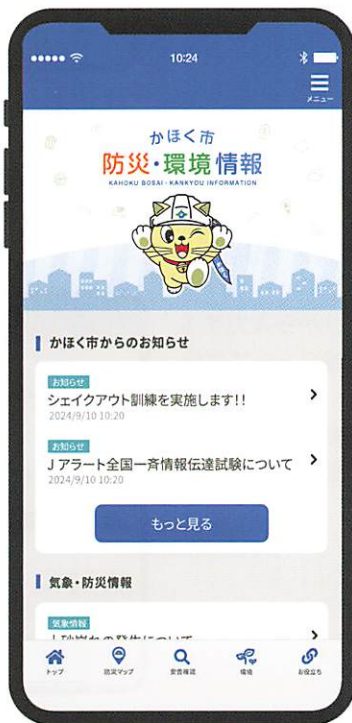 10:24
メニュー
かほく市
防災・環境情報
KAHOKU BOSAI・KANKYOU INFORMATION
かほく市からのお知らせ
お知らせ
シェイクアウト訓練を実施します!!
2024/9/10 10:20
お知らせ
Jアラート全国一斉情報伝達試験について
2024/9/10 10:20
もっと見る
気象・防災情報
気象情報
トップ
防災マップ
安否確認
環境
お役立ち